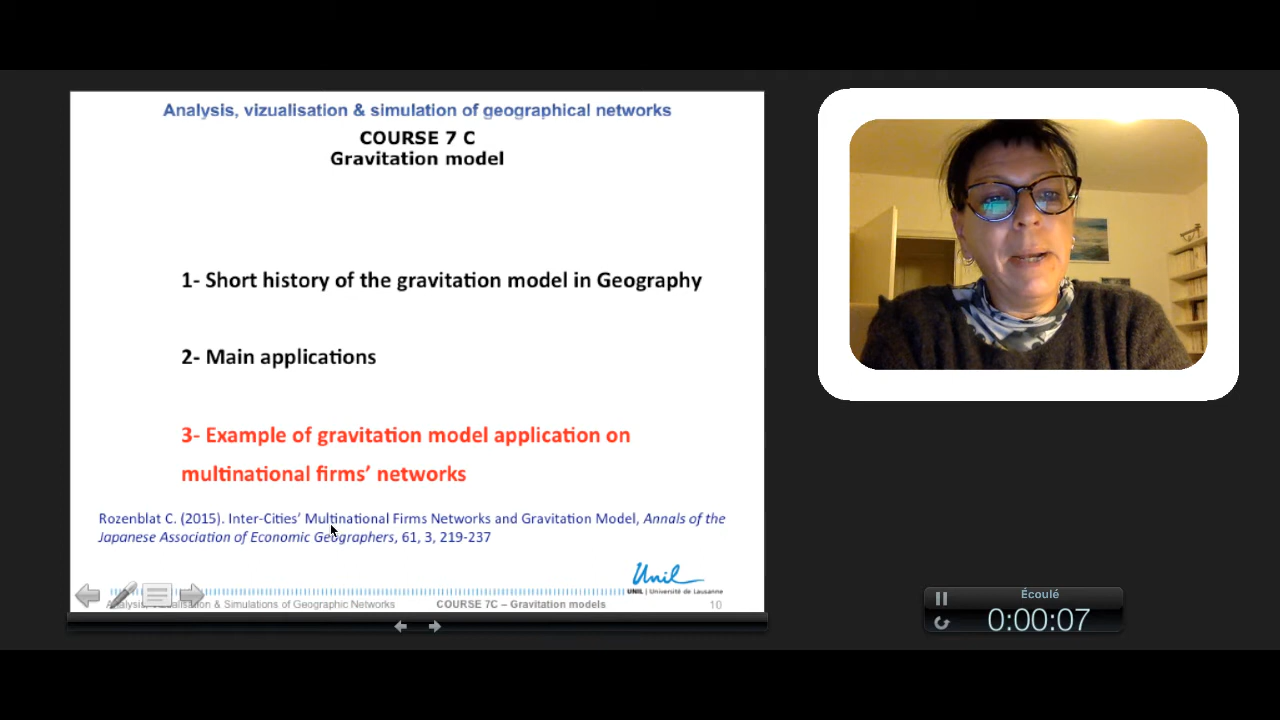 Analysis, vizualisation & simulation of geographical networks
COURSE 7 C
Gravitation model
1- Short history of the gravitation model in Geography
2- Main applications
3- Example of gravitation model application on
multinational firms’ networks
Rozenblat C. (2015). Inter-Cities’ Multinational Firms Networks and Gravitation Model, Annals of the
Japanese Association of Economic Geographers, 61, 3, 219-237
Unil
UNIL | Université de Lausanne
& Simulations of Geographic Networks
COURSE 7C – Gravitation models
10
Écoulé
0:00:07